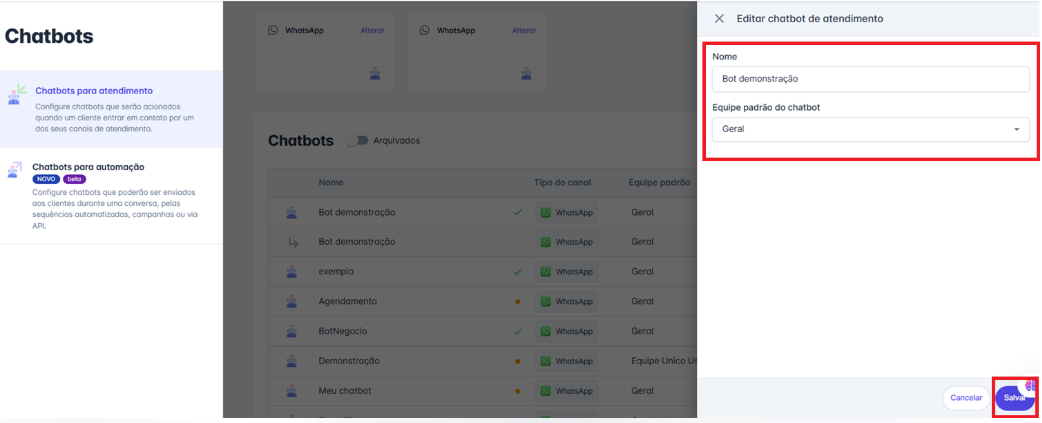 Chatbots
Chatbots para atendimento
Configure chatbots que serão acionados
quando um cliente entrar em contato por um
dos seus canais de atendimento.
Chatbots para automação
NOVO beta
Configure chatbots que poderão ser enviados
aos clientes durante uma conversa, pelas
sequências automatizadas, campanhas ou via
API.
WhatsApp Alterar
WhatsApp Alterar
Chatbots Arquivados
Nome Tipo do canal Equipe padrão
Bot demonstração WhatsApp Geral
Bot demonstração WhatsApp Geral
exemplo WhatsApp Geral
Agendamento WhatsApp Geral
BotNegocio WhatsApp Geral
Demonstração WhatsApp Equipe Unico Us
Meu chatbot WhatsApp Geral
Editar chatbot de atendimento
Nome
Bot demonstração
Equipe padrão do chatbot
Geral
Cancelar Salvar